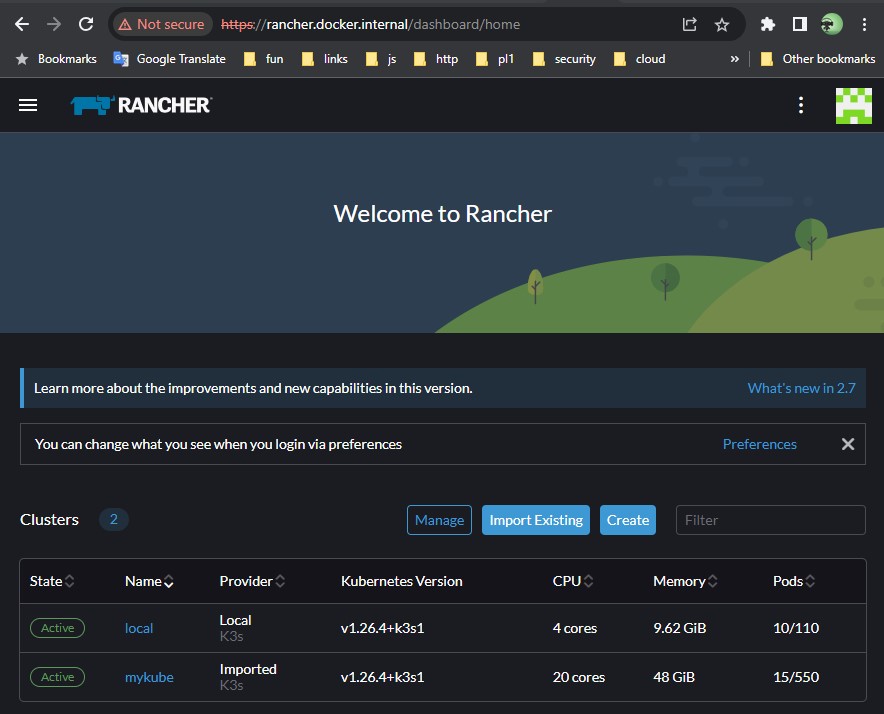 Not secure https://rancher.docker.internal/dashboard/home
Bookmarks Google Translate fun links js http pl1 security cloud » Other bookmarks
RANCHER
Welcome to Rancher
Learn more about the improvements and new capabilities in this version. What's new in 2.7
You can change what you see when you login via preferences Preferences
Clusters 2 Manage Import Existing Create Filter
State Name Provider Kubernetes Version CPU Memory Pods
Active local Local v1.26.4+k3s1 4 cores 9.62 GiB 10/110
K3s
Active mykube Imported v1.26.4+k3s1 20 cores 48 GiB 15/550
K3s